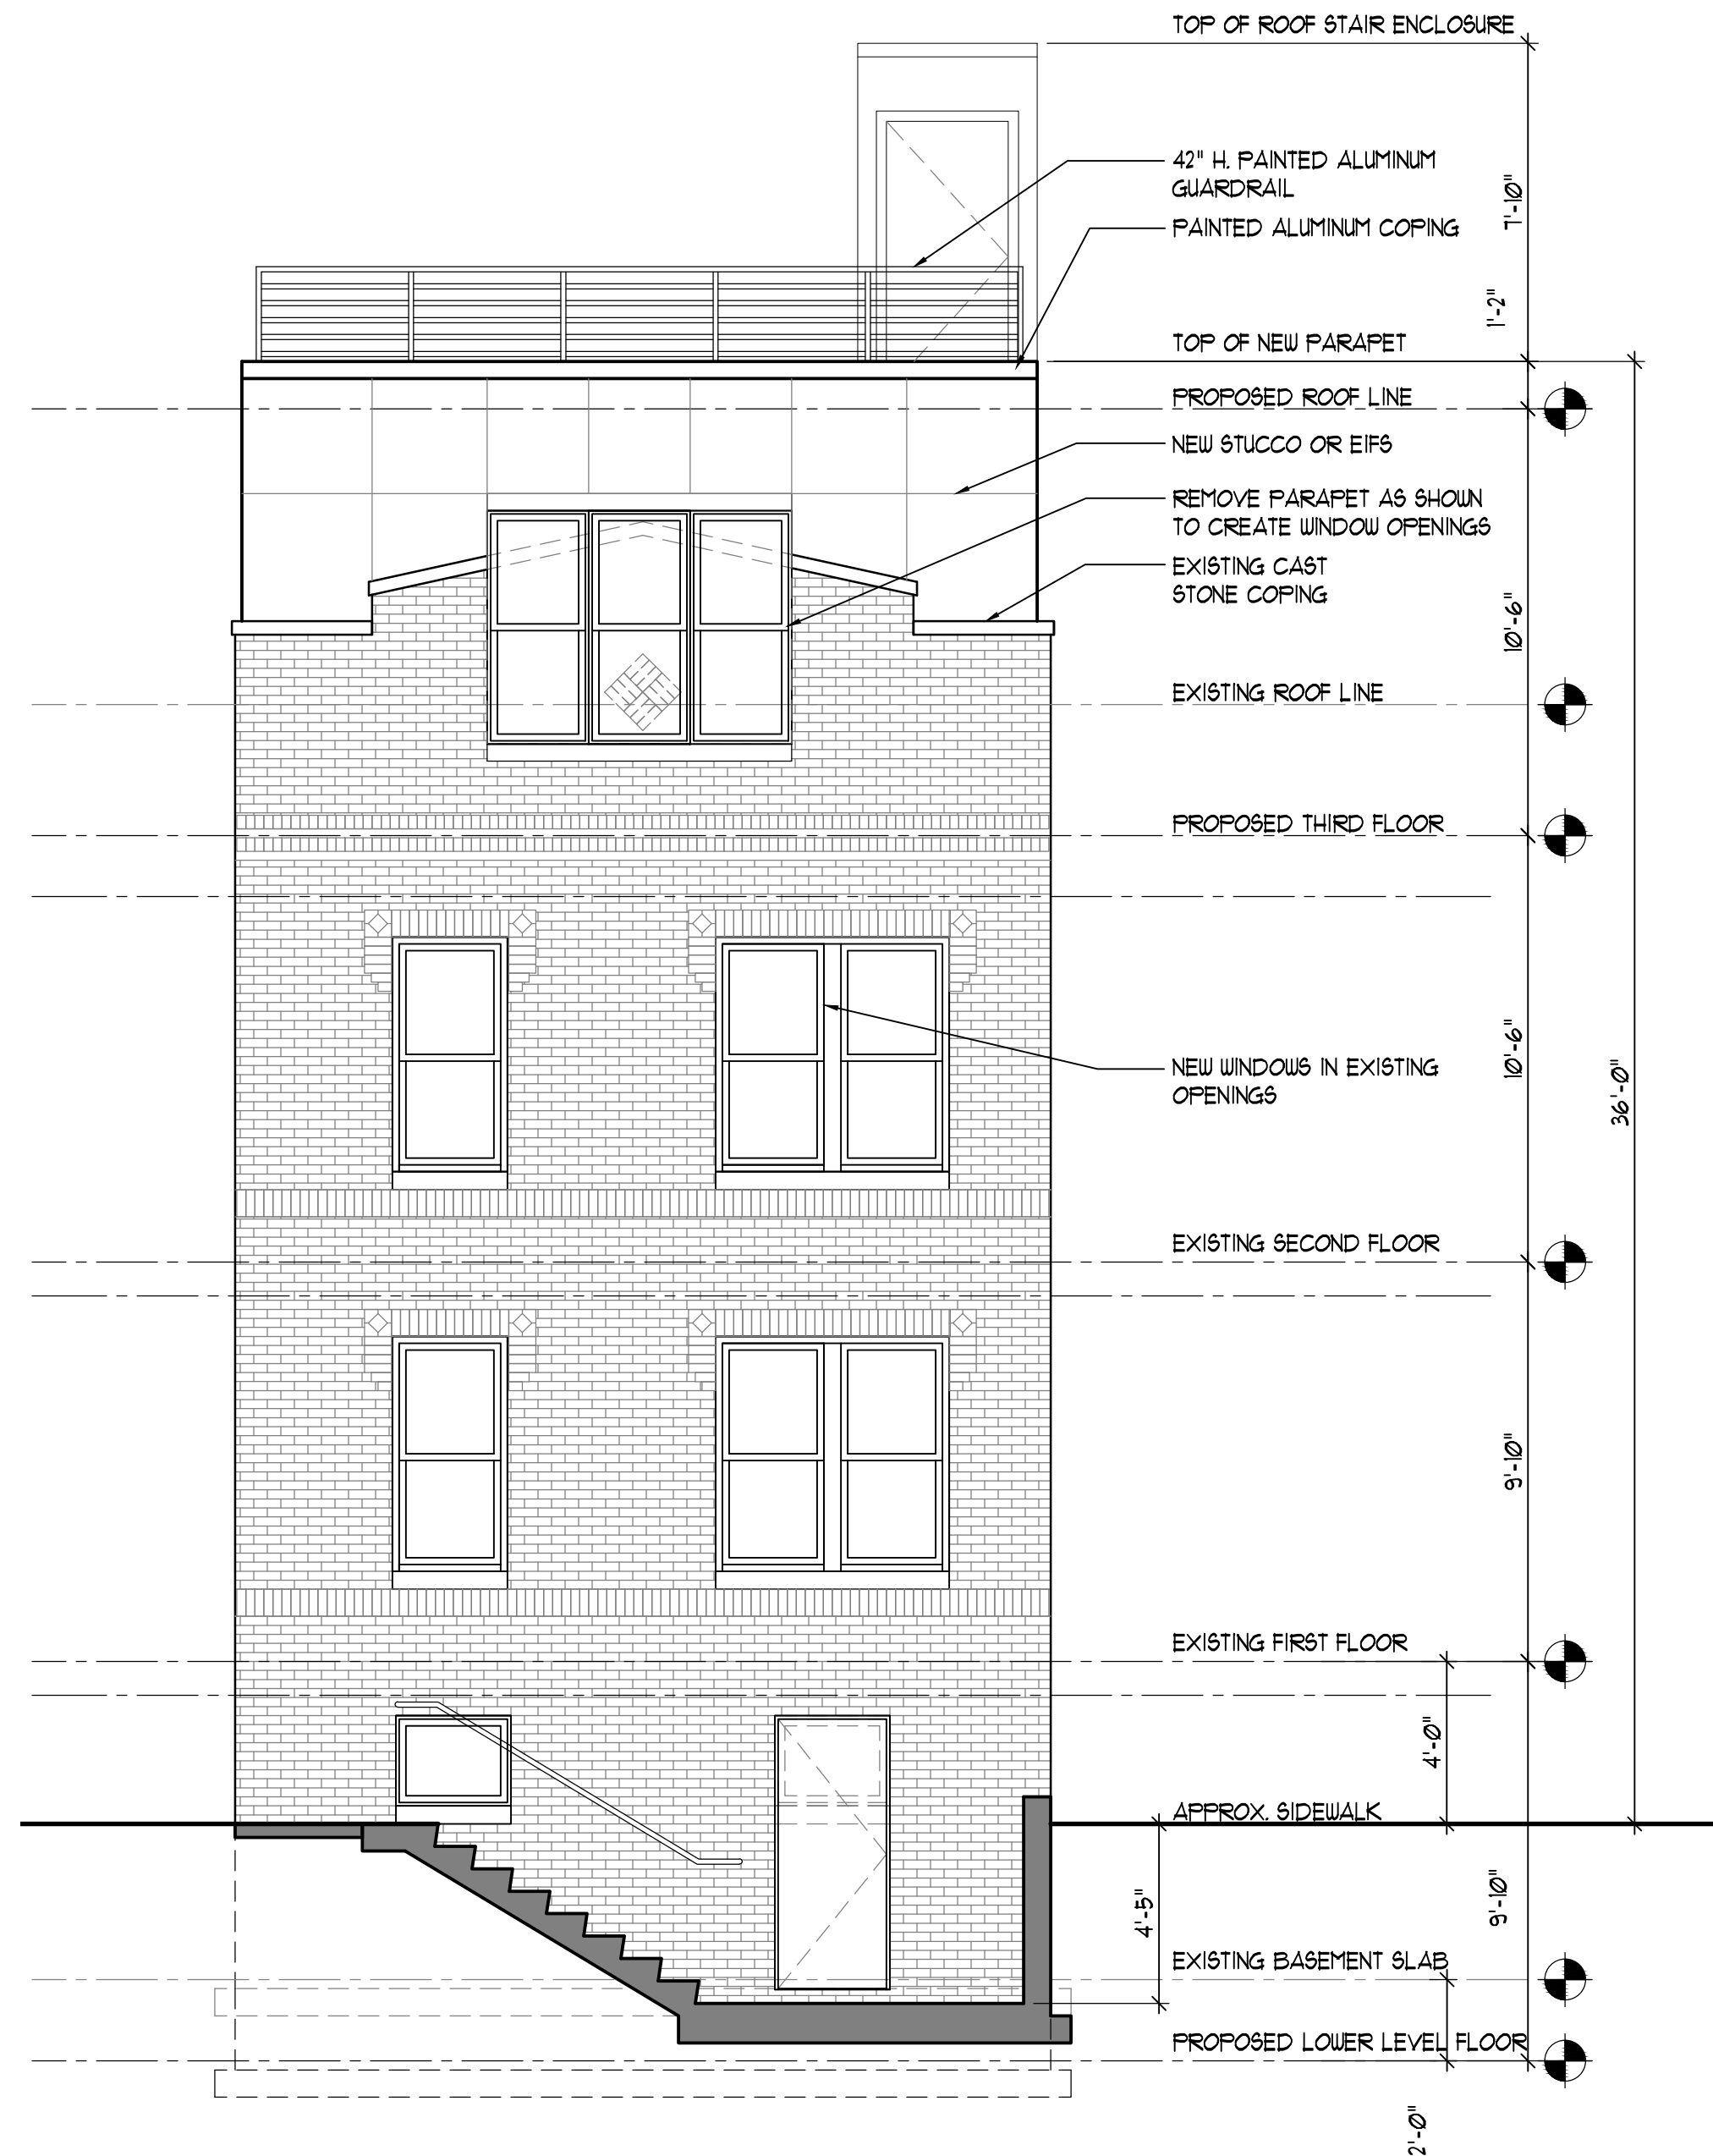 TOP OF ROOF STAIR ENCLOSURE
42" H. PAINTED ALUMINUM
GUARDRAIL
7'-10"
PAINTED ALUMINUM COPING
1'-2"
TOP OF NEW PARAPET
PROPOSED ROOF LINE
NEW STUCCO OR EIFS
REMOVE PARAPET AS SHOWN
TO CREATE WINDOW OPENINGS
EXISTING CAST
STONE COPING
10'-6"
EXISTING ROOF LINE
PROPOSED THIRD FLOOR
10'-6"
NEW WINDOWS IN EXISTING
OPENINGS
36'-0"
EXISTING SECOND FLOOR
9'-10"
EXISTING FIRST FLOOR
4'-0"
APPROX. SIDEWALK
4'-5"
9'-10"
EXISTING BASEMENT SLAB
PROPOSED LOWER LEVEL FLOOR
2'-0"